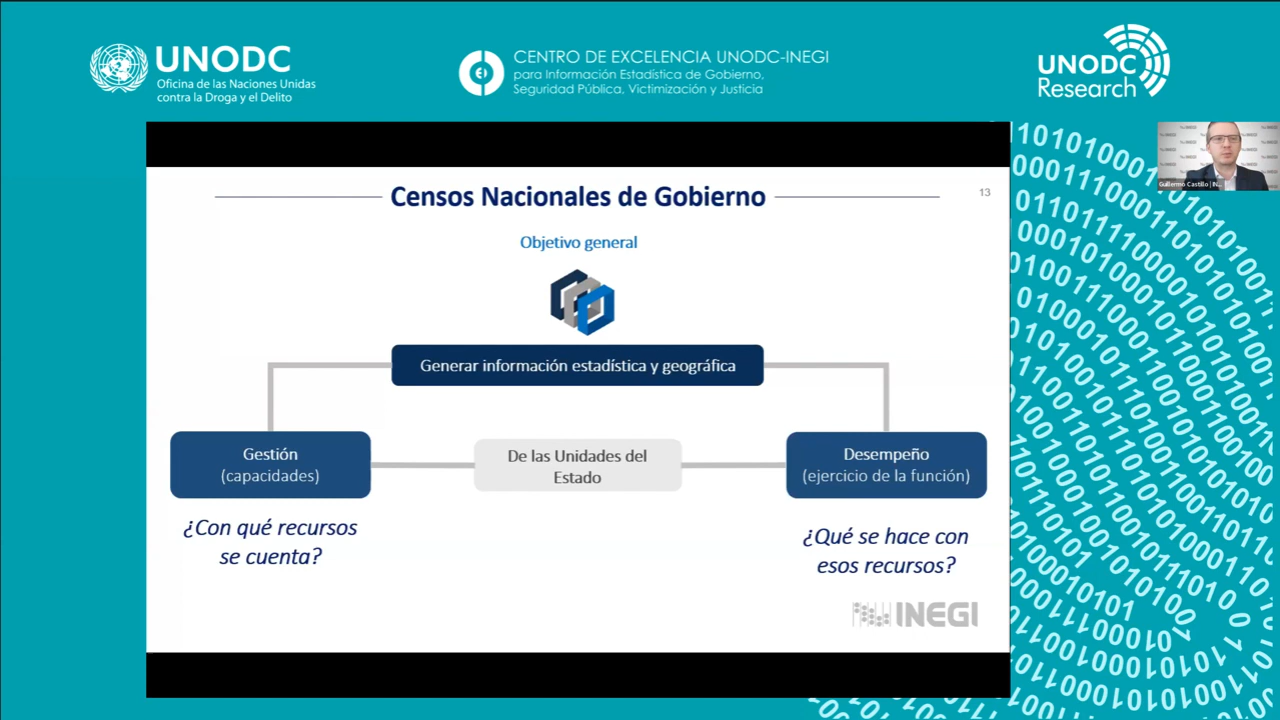 UNODC
Oficina de las Naciones Unidas
contra la Droga y el Delito
CENTRO DE EXCELENCIA UNODC-INEGI
para Información Estadística de Gobierno,
Seguridad Pública, Victimización y Justicia
UNODC
Research
Guillermo Castillo | IN...
Censos Nacionales de Gobierno
13
Objetivo general
Generar información estadística y geográfica
Gestión
(capacidades)
De las Unidades del
Estado
Desempeño
(ejercicio de la función)
¿Con qué recursos
se cuenta?
¿Qué se hace con
esos recursos?
INEGI